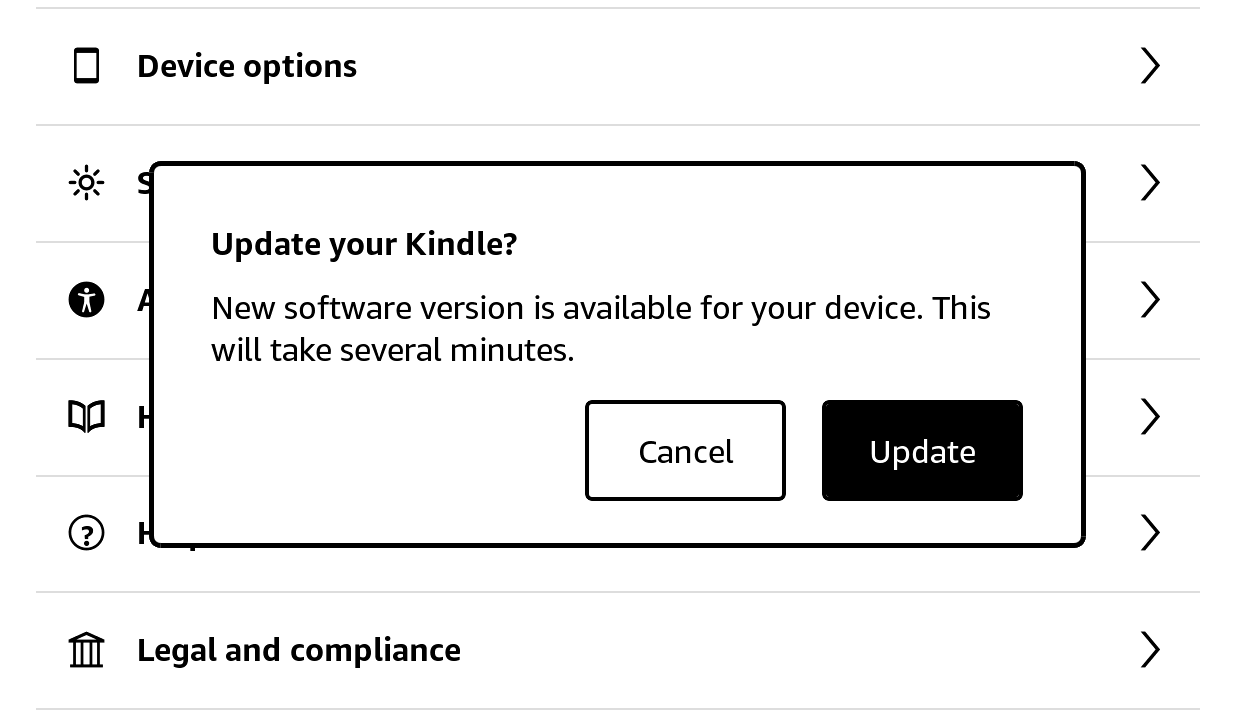 Device options
Update your Kindle?
New software version is available for your device. This
will take several minutes.
Cancel
Update
Legal and compliance